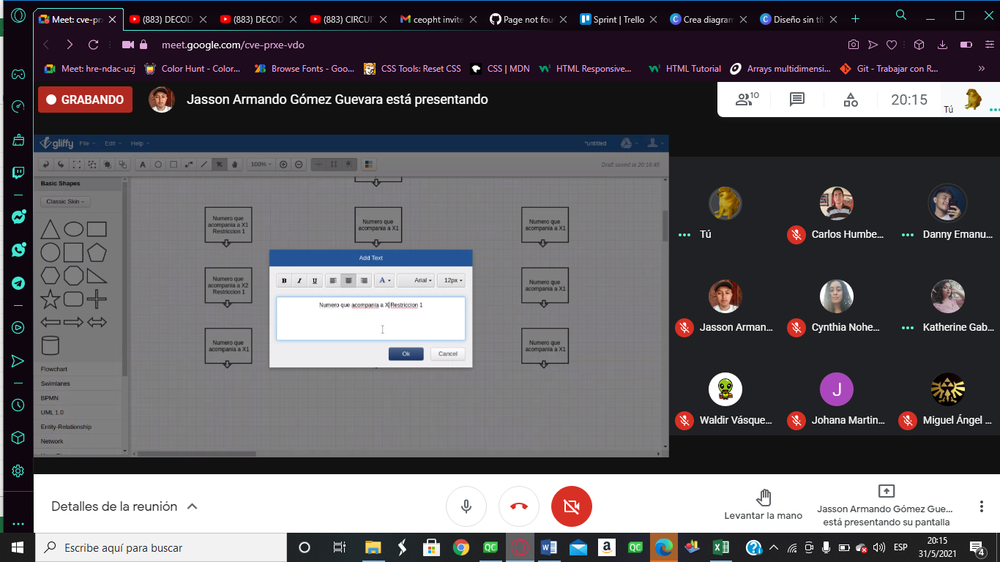 Meet: cve-pr
(883) DECOD
(883) DECOD
(883) CIRCUI
ceopht invite
Page not fou
Sprint | Trello
Crea diagram
Diseño sin tít
meet.google.com/cve-prxe-vdo
Meet: hre-ndac-uzj
Color Hunt - Color...
Browse Fonts - Goo...
CSS Tools: Reset CSS
CSS | MDN
HTML Responsive...
HTML Tutorial
Arrays multidimensi...
Git - Trabajar con R...
»
GRABANDO
Jasson Armando Gómez Guevara está presentando
10
20:15
Tú
gliffy
File
Edit
Help
*untitled
A
100%
Draft saved at 20:16:45
Basic Shapes
Classic Skin
Flowchart
Swimlanes
BPMN
UML 1.0
Entity-Relationship
Network
Numero que
acompania a X1
Restriccion 1
Numero que
acompania a X1
Numero que
acompania a X1
Numero que
acompania a X2
Restriccion 1
Numero que
acompania a X1
Numero que
acompania a X1
Numero que
acompania a X1
Add Text
B I U
A
Arial
12px
Numero que acompania a X Restriccion 1
Ok
Cancel
Tú
Carlos Humbe...
Danny Emanu...
Jasson Arman...
Cynthia Nohe...
Katherine Gab...
Waldir Vásque...
J
Johana Martin...
Miguel Ángel ...
Detalles de la reunión
Levantar la mano
Jasson Armando Gómez Gue...
está presentando su pantalla
Escribe aquí para buscar
QC
W
a
QC
X
?
ESP
20:15
31/5/2021
4